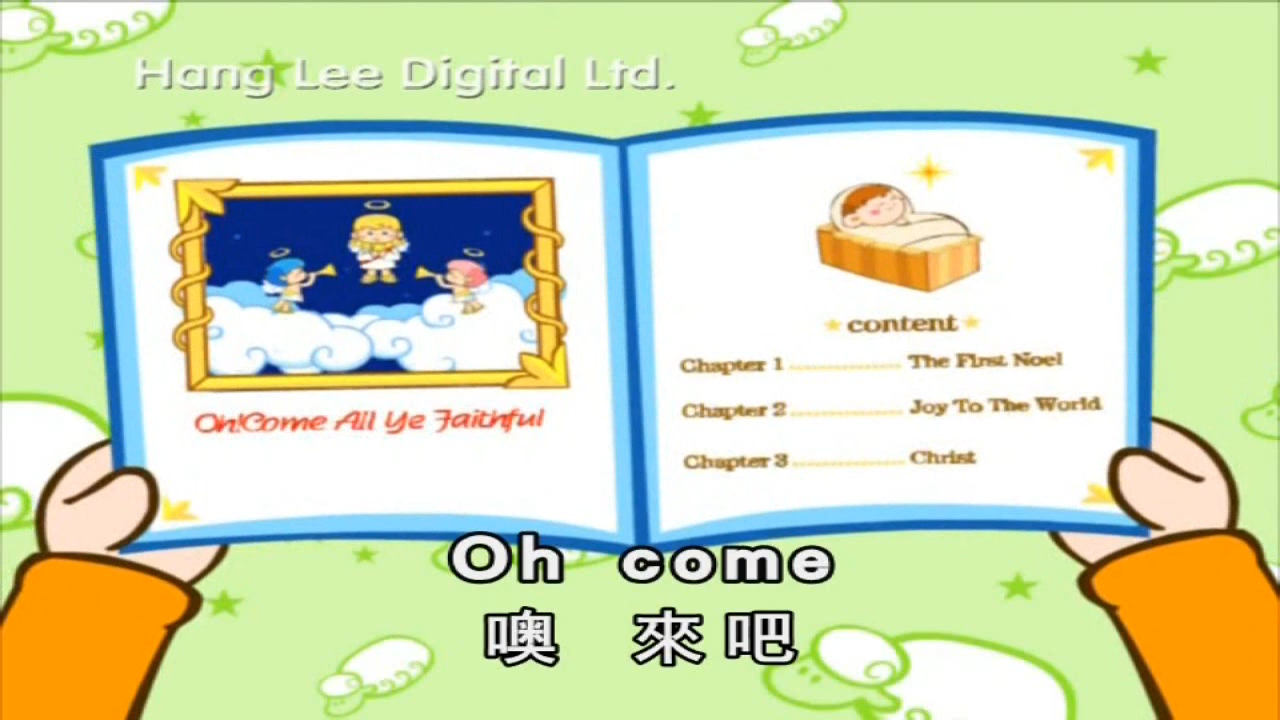 Hang Lee Digital Ltd.
Oh!Come All Ye Faithful
content
Chapter 1 .................... The First Noel
Chapter 2 .................... Joy To The World
Chapter 3 .................... Christ
Oh come
噢 來吧